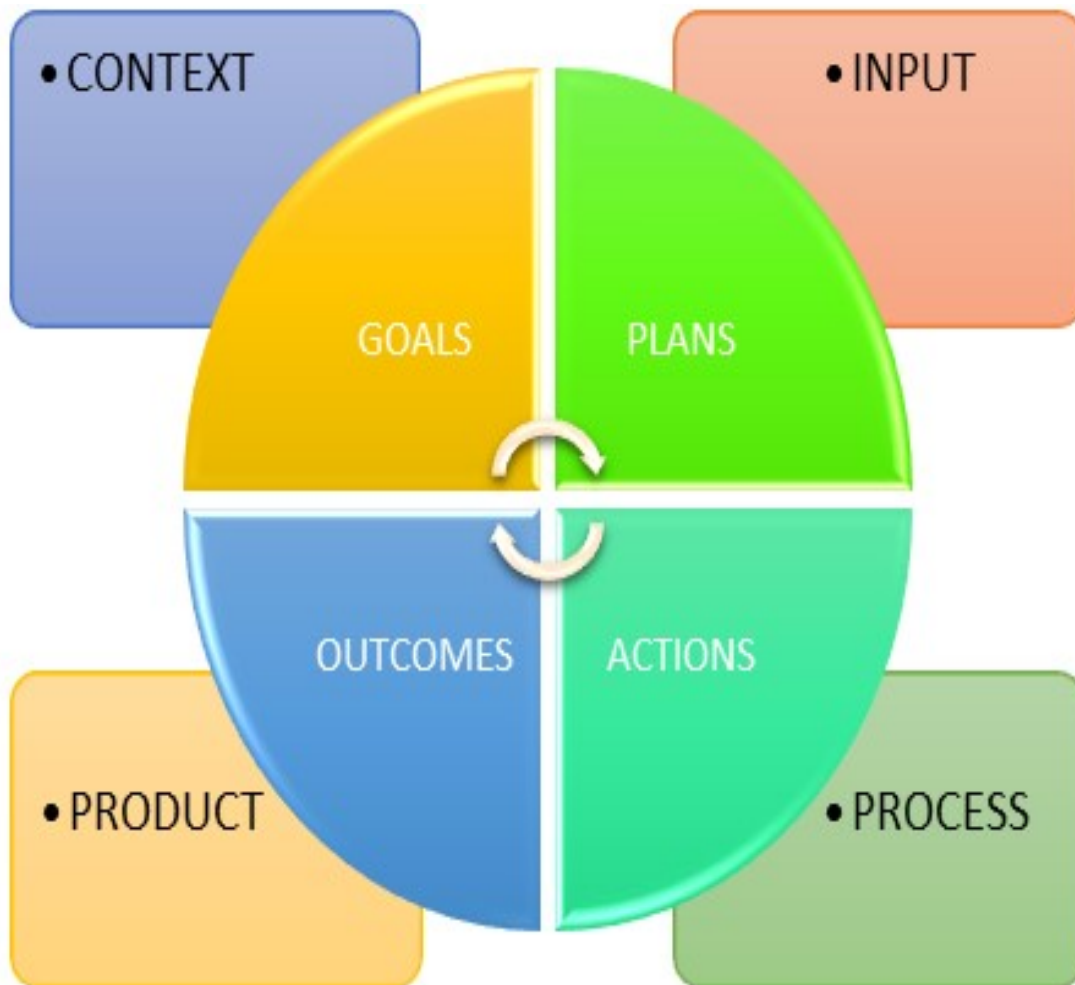 • CONTEXT
• INPUT
GOALS
PLANS
OUTCOMES
ACTIONS
• PRODUCT
• PROCESS